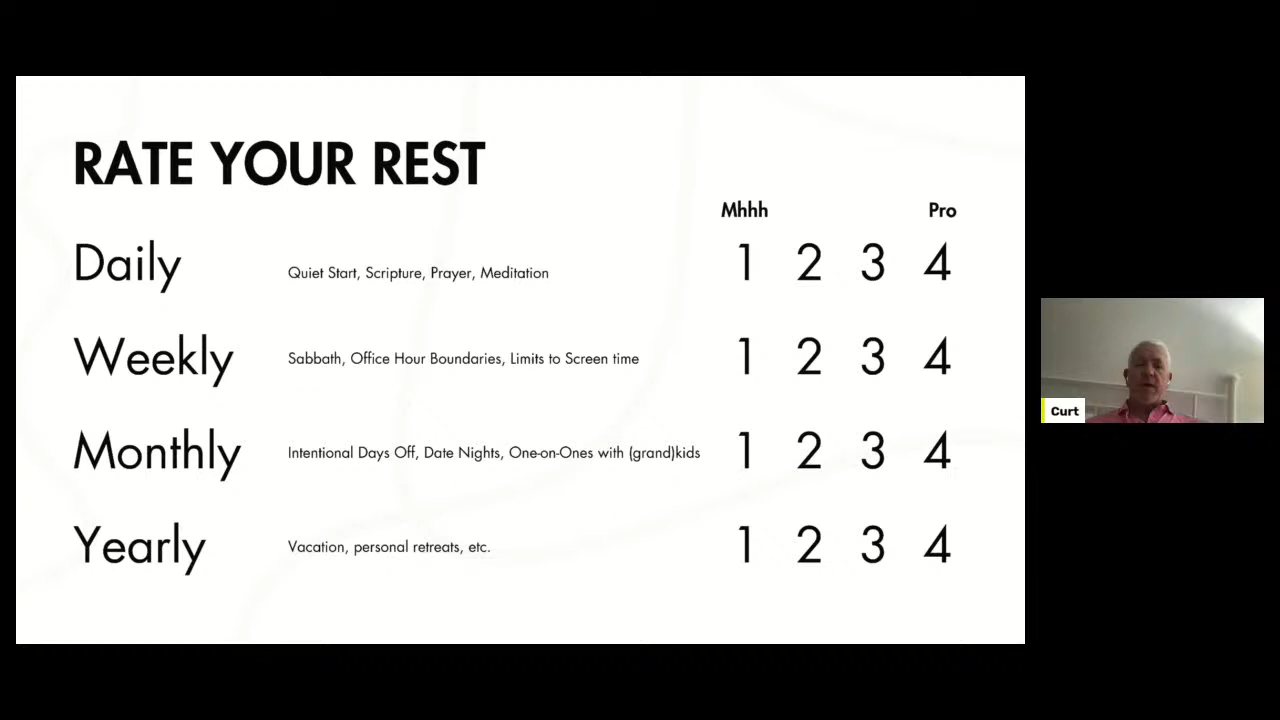 RATE YOUR REST
Mhhh Pro
Daily Quiet Start, Scripture, Prayer, Meditation 1 2 3 4
Weekly Sabbath, Office Hour Boundaries, Limits to Screen time 1 2 3 4
Monthly Intentional Days Off, Date Nights, One-on-Ones with (grand)kids 1 2 3 4
Yearly Vacation, personal retreats, etc. 1 2 3 4
Curt